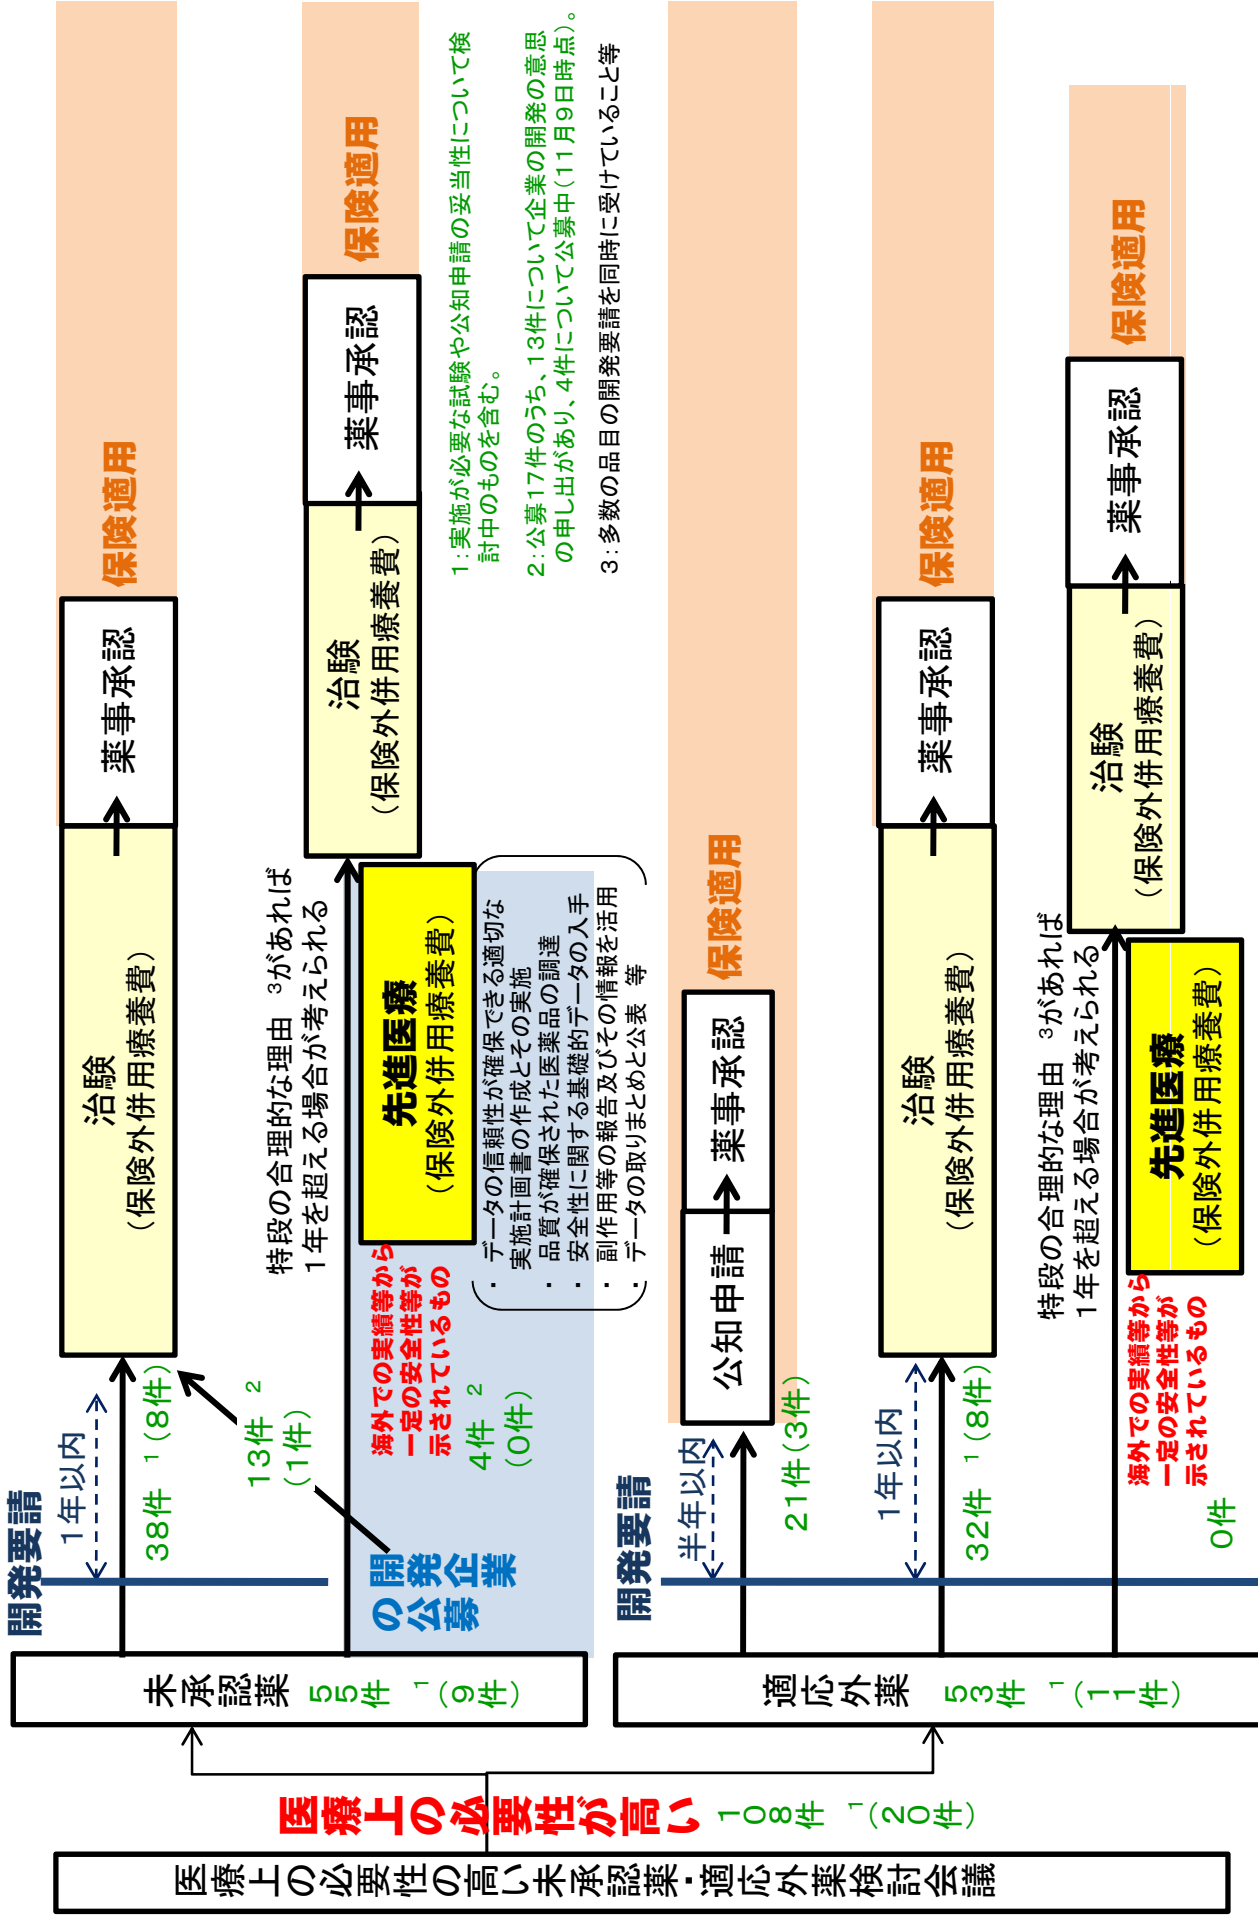 医療上の必要性の高い未承認薬・適応外薬検討会議
医療上の必要性が高い 108件 1(20件)
未承認薬 55件 1(9件)
開発要請
1年以内
38件 1(8件)
治験
(保険外併用療養費)
薬事承認
保険適用
13件 2
(1件)
特段の合理的な理由 3があれば
1年を超える場合が考えられる
治験
(保険外併用療養費)
薬事承認
保険適用
開発企業
の公募
海外での実績等から
一定の安全性等が
示されているもの
4件 2
(0件)
先進医療
(保険外併用療養費)
・ データの信頼性が確保できる適切な
実施計画書の作成とその実施
・ 品質が確保された医薬品の調達
・ 安全性に関する基礎的データの入手
・ 副作用等の報告及びその情報を活用
・ データの取りまとめと公表 等
1:実施が必要な試験や公知申請の妥当性について検
討中のものを含む。
2:公募17件のうち、13件について企業の開発の意思
の申し出があり、4件について公募中(11月9日時点)。
3:多数の品目の開発要請を同時に受けていること等
適応外薬 53件 1(11件)
開発要請
半年以内
21件(3件)
公知申請
薬事承認
保険適用
1年以内
32件 1(8件)
治験
(保険外併用療養費)
薬事承認
保険適用
特段の合理的な理由 3があれば
1年を超える場合が考えられる
治験
(保険外併用療養費)
薬事承認
保険適用
海外での実績等から
一定の安全性等が
示されているもの
0件
先進医療
(保険外併用療養費)